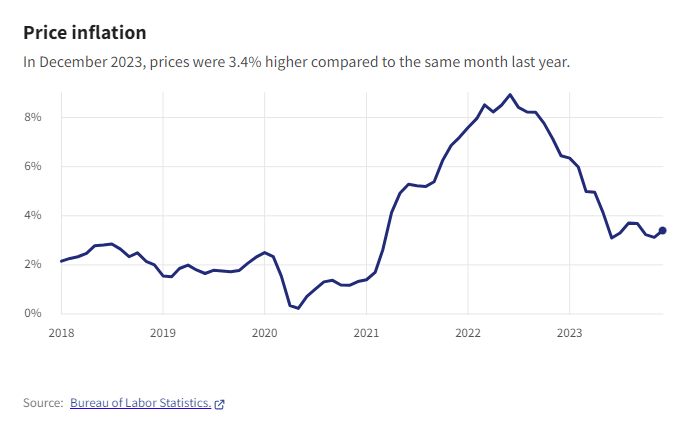 Price inflation
In December 2023, prices were 3.4% higher compared to the same month last year.
8%
6%
4%
2%
0%
2018 2019 2020 2021 2022 2023
Source: Bureau of Labor Statistics.